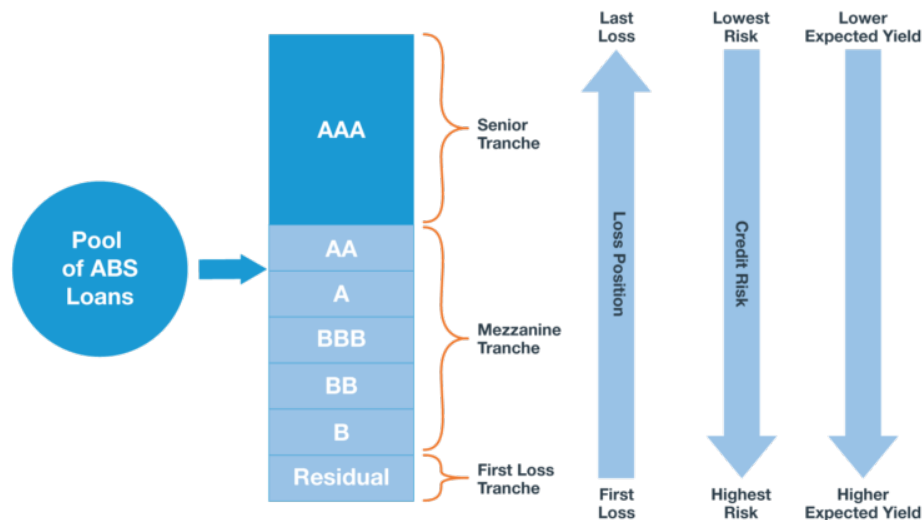 Pool
of ABS
Loans
AAA
AA
A
BBB
BB
B
Residual
Senior
Tranche
Mezzanine
Tranche
First Loss
Tranche
Last
Loss
Loss Position
First
Loss
Lowest
Risk
Credit Risk
Highest
Risk
Lower
Expected Yield
Higher
Expected Yield